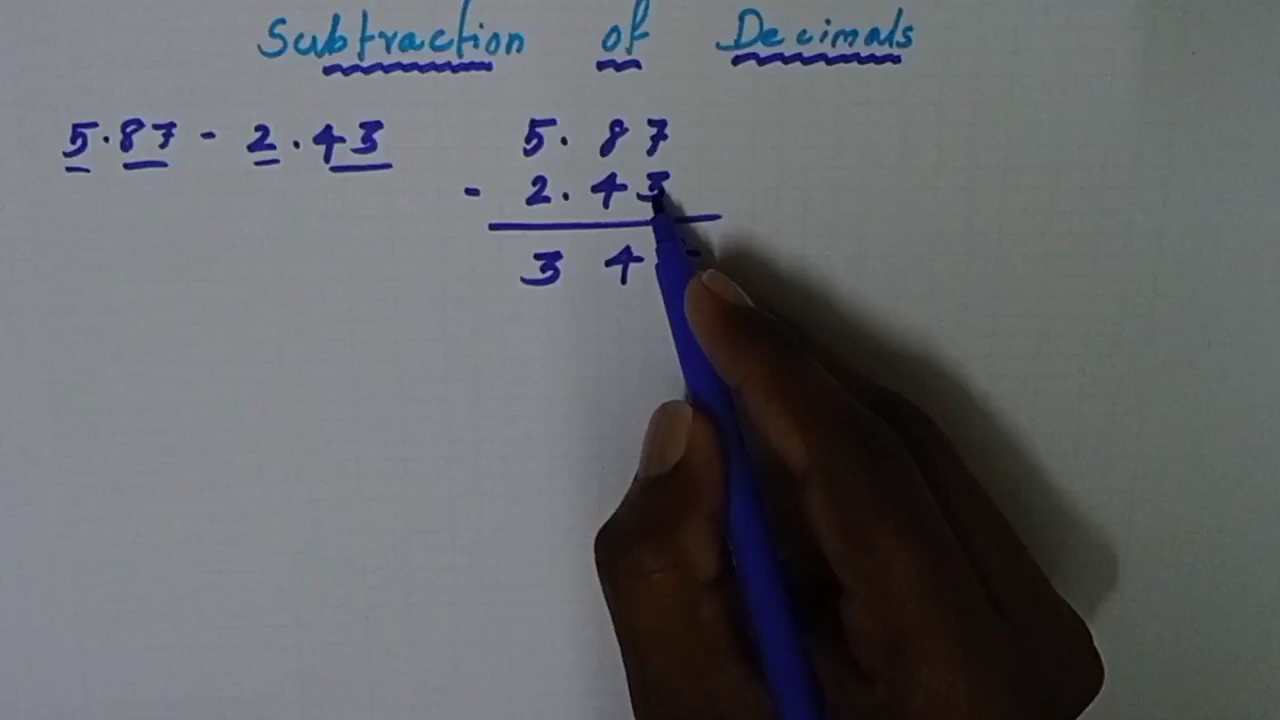 Subtraction of Decimals
5.87 - 2.43
5.87
- 2.43
3 4